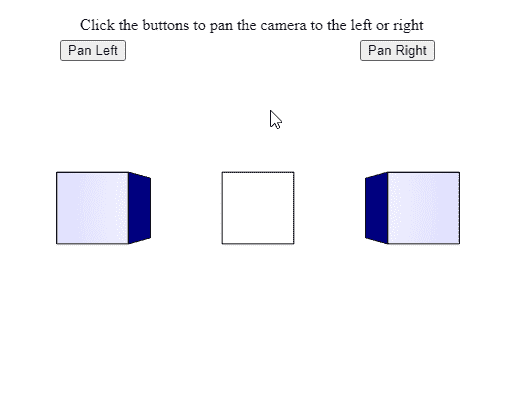 Click the buttons to pan the camera to the left or right
Pan Left Pan Right